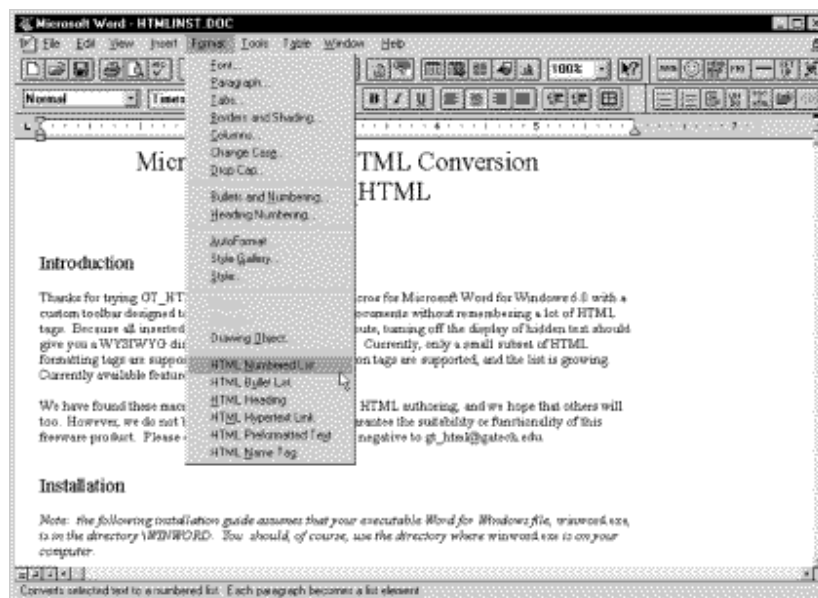 Microsoft Word - HTMLINST.DOC
File Edit View Insert Format Tools Table Window Help
100%
Normal Times
Font...
Paragraph...
Tabs...
Borders and Shading...
Columns...
Change Case...
Drop Cap...
Bullets and Numbering...
Heading Numbering...
AutoFormat
Style Gallery...
Style...
Drawing Object...
HTML Numbered List
HTML Bullet List
HTML Heading
HTML Hypertext Link
HTML Preformatted Text
HTML Name Tag
Micr TML Conversion
HTML
Introduction
Thanks for trying GT_HT cros for Microsoft Word for Windows 6.0 with a
custom toolbar designed t ocuments without remembering a lot of HTML
tags. Because all inserted ute, turning off the display of hidden text should
give you a WYSIWYG dis Currently, only a small subset of HTML
formatting tags are suppo on tags are supported, and the list is growing.
Currently available featur
We have found these mac HTML authoring, and we hope that others will
too. However, we do not rantee the suitability or functionality of this
freeware product. Please negative to gt_html@gatech.edu.
Installation
Note: the following installation guide assumes that your executable Word for Windows file, winword.exe,
is in the directory \WINWORD. You should, of course, use the directory where winword.exe is on your
computer.
Converts selected text to a numbered list. Each paragraph becomes a list element